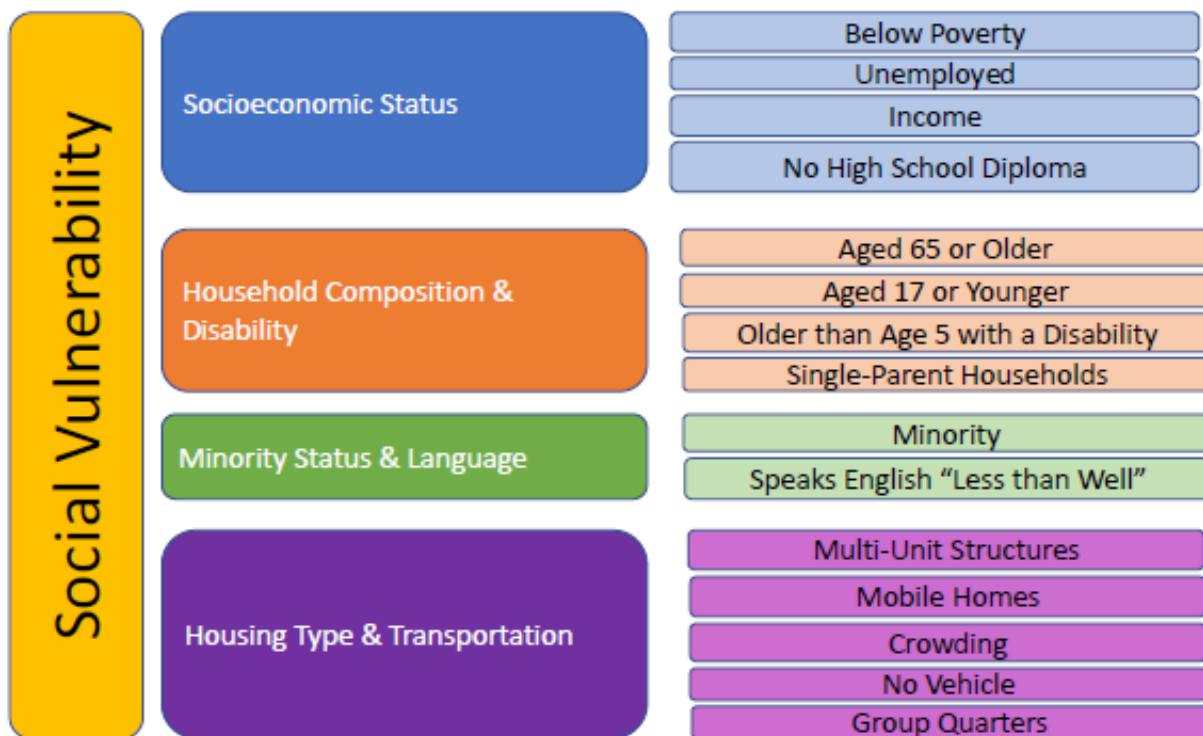 Social Vulnerability
Socioeconomic Status
Below Poverty
Unemployed
Income
No High School Diploma
Household Composition &
Disability
Aged 65 or Older
Aged 17 or Younger
Older than Age 5 with a Disability
Single-Parent Households
Minority Status & Language
Minority
Speaks English “Less than Well”
Housing Type & Transportation
Multi-Unit Structures
Mobile Homes
Crowding
No Vehicle
Group Quarters